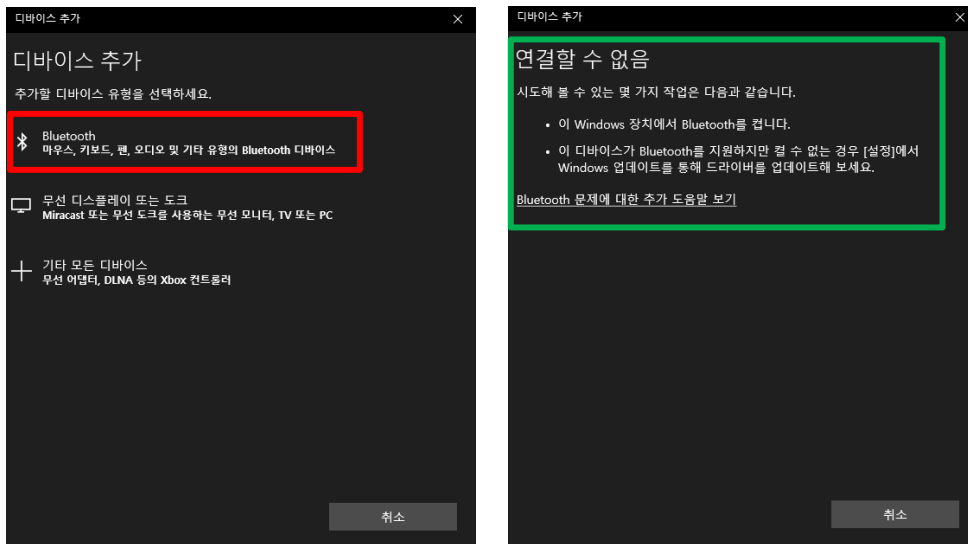 디바이스 추가
디바이스 추가
추가할 디바이스 유형을 선택하세요.
Bluetooth
마우스, 키보드, 펜, 오디오 및 기타 유형의 Bluetooth 디바이스
무선 디스플레이 또는 도크
Miracast 또는 무선 도크를 사용하는 무선 모니터, TV 또는 PC
기타 모든 디바이스
무선 어댑터, DLNA 등의 Xbox 컨트롤러
취소
디바이스 추가
연결할 수 없음
시도해 볼 수 있는 몇 가지 작업은 다음과 같습니다.
• 이 Windows 장치에서 Bluetooth를 켭니다.
• 이 디바이스가 Bluetooth를 지원하지만 켤 수 없는 경우 [설정]에서
Windows 업데이트를 통해 드라이버를 업데이트해 보세요.
Bluetooth 문제에 대한 추가 도움말 보기
취소